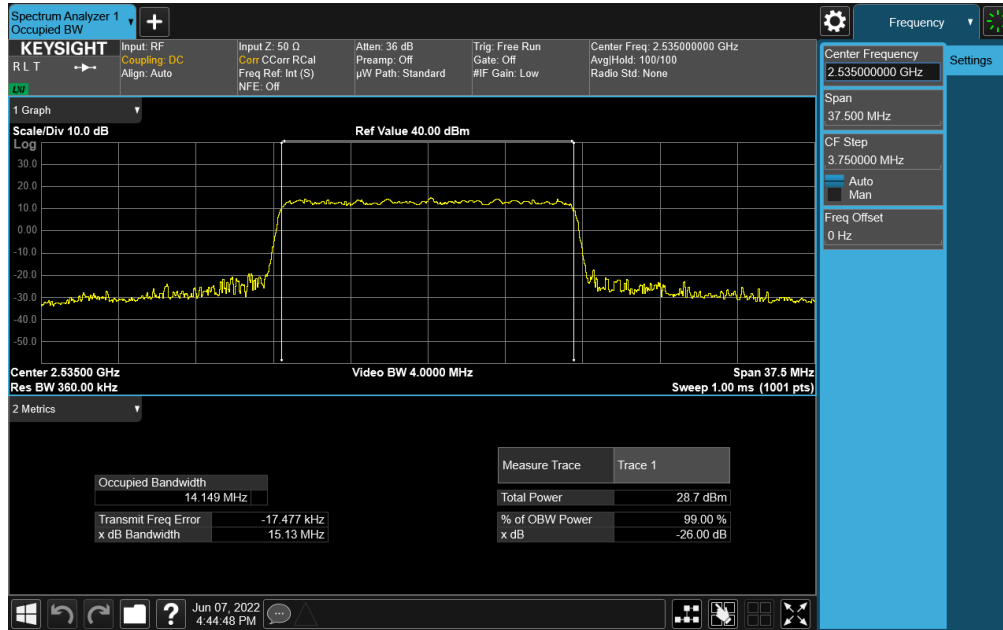 Spectrum Analyzer 1
Occupied BW
Frequency
KEYSIGHT
R L T
LXI
Input: RF
Coupling: DC
Align: Auto
Input Z: 50 Ω
Corr CCorr RCal
Freq Ref: Int (S)
NFE: Off
Atten: 36 dB
Preamp: Off
µW Path: Standard
Trig: Free Run
Gate: Off
#IF Gain: Low
Center Freq: 2.535000000 GHz
Avg|Hold: 100/100
Radio Std: None
Center Frequency
2.535000000 GHz
Settings
Span
37.500 MHz
CF Step
3.750000 MHz
Auto
Man
Freq Offset
0 Hz
1 Graph
Scale/Div 10.0 dB
Ref Value 40.00 dBm
Log
30.0
20.0
10.0
0.00
-10.0
-20.0
-30.0
-40.0
-50.0
Center 2.53500 GHz
Video BW 4.0000 MHz
Span 37.5 MHz
Res BW 360.00 kHz
Sweep 1.00 ms (1001 pts)
2 Metrics
Occupied Bandwidth
14.149 MHz
Transmit Freq Error -17.477 kHz
x dB Bandwidth 15.13 MHz
Measure Trace Trace 1
Total Power 28.7 dBm
% of OBW Power 99.00 %
x dB -26.00 dB
?
Jun 07, 2022
4:44:48 PM